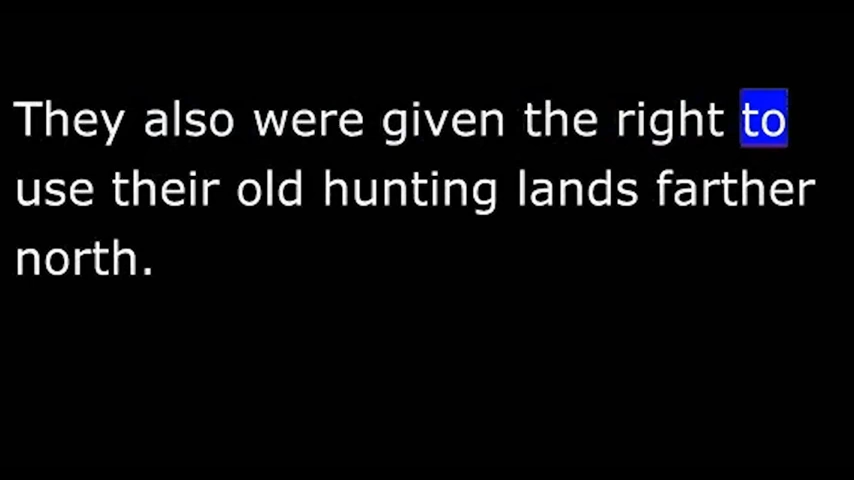 They also were given the right to
use their old hunting lands farther
north.